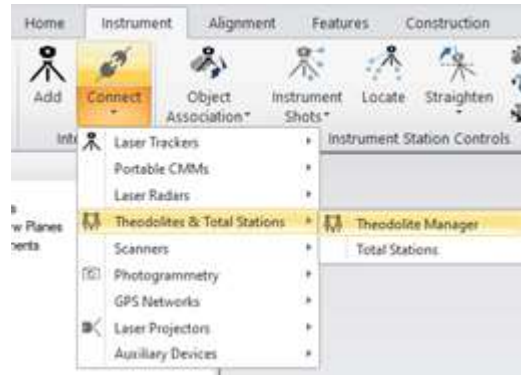 Home Instrument Alignment Features Construction
Add Connect Object Association Instrument Shots Locate Straighten
Inte Instrument Station Controls
Laser Trackers
Portable CMMs
Laser Radars
w Planes Theodolites & Total Stations Theodolite Manager
Scanners Total Stations
Photogrammetry
GPS Networks
Laser Projectors
Auxiliary Devices